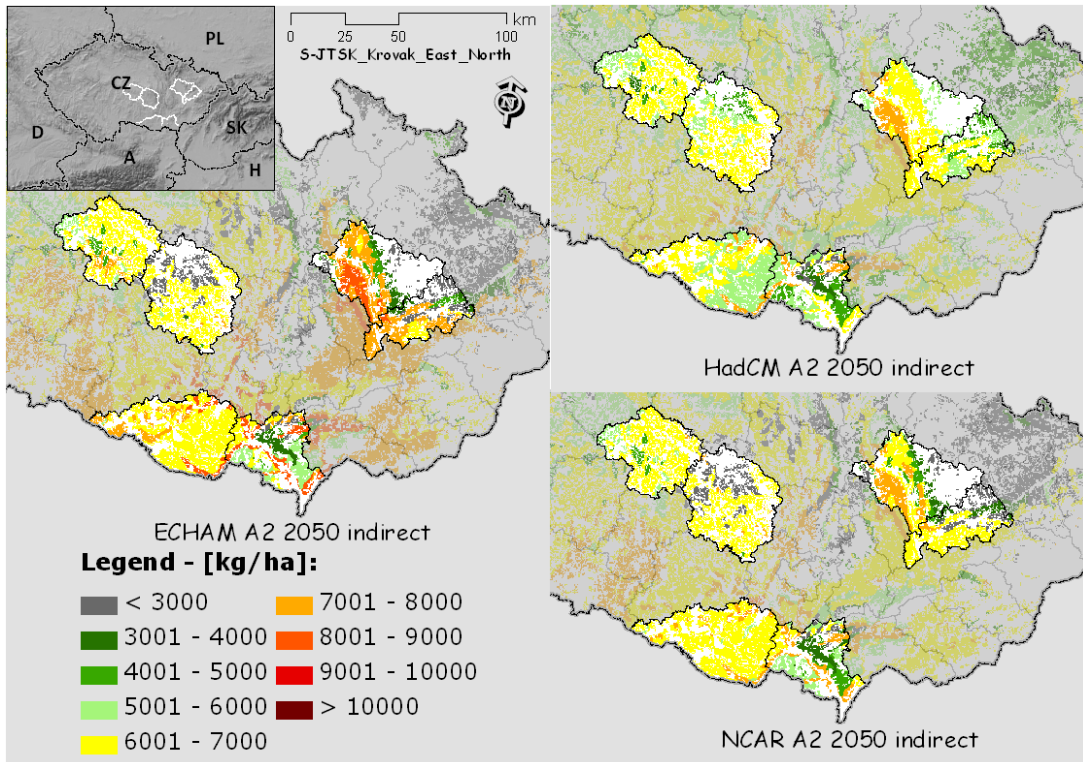 PL
CZ
D
SK
A
H
0 25 50 100
km
S-JTSK_Krovak_East_North
N
ECHAM A2 2050 indirect
HadCM A2 2050 indirect
NCAR A2 2050 indirect
Legend - [kg/ha]:
< 3000
3001 - 4000
4001 - 5000
5001 - 6000
6001 - 7000
7001 - 8000
8001 - 9000
9001 - 10000
> 10000